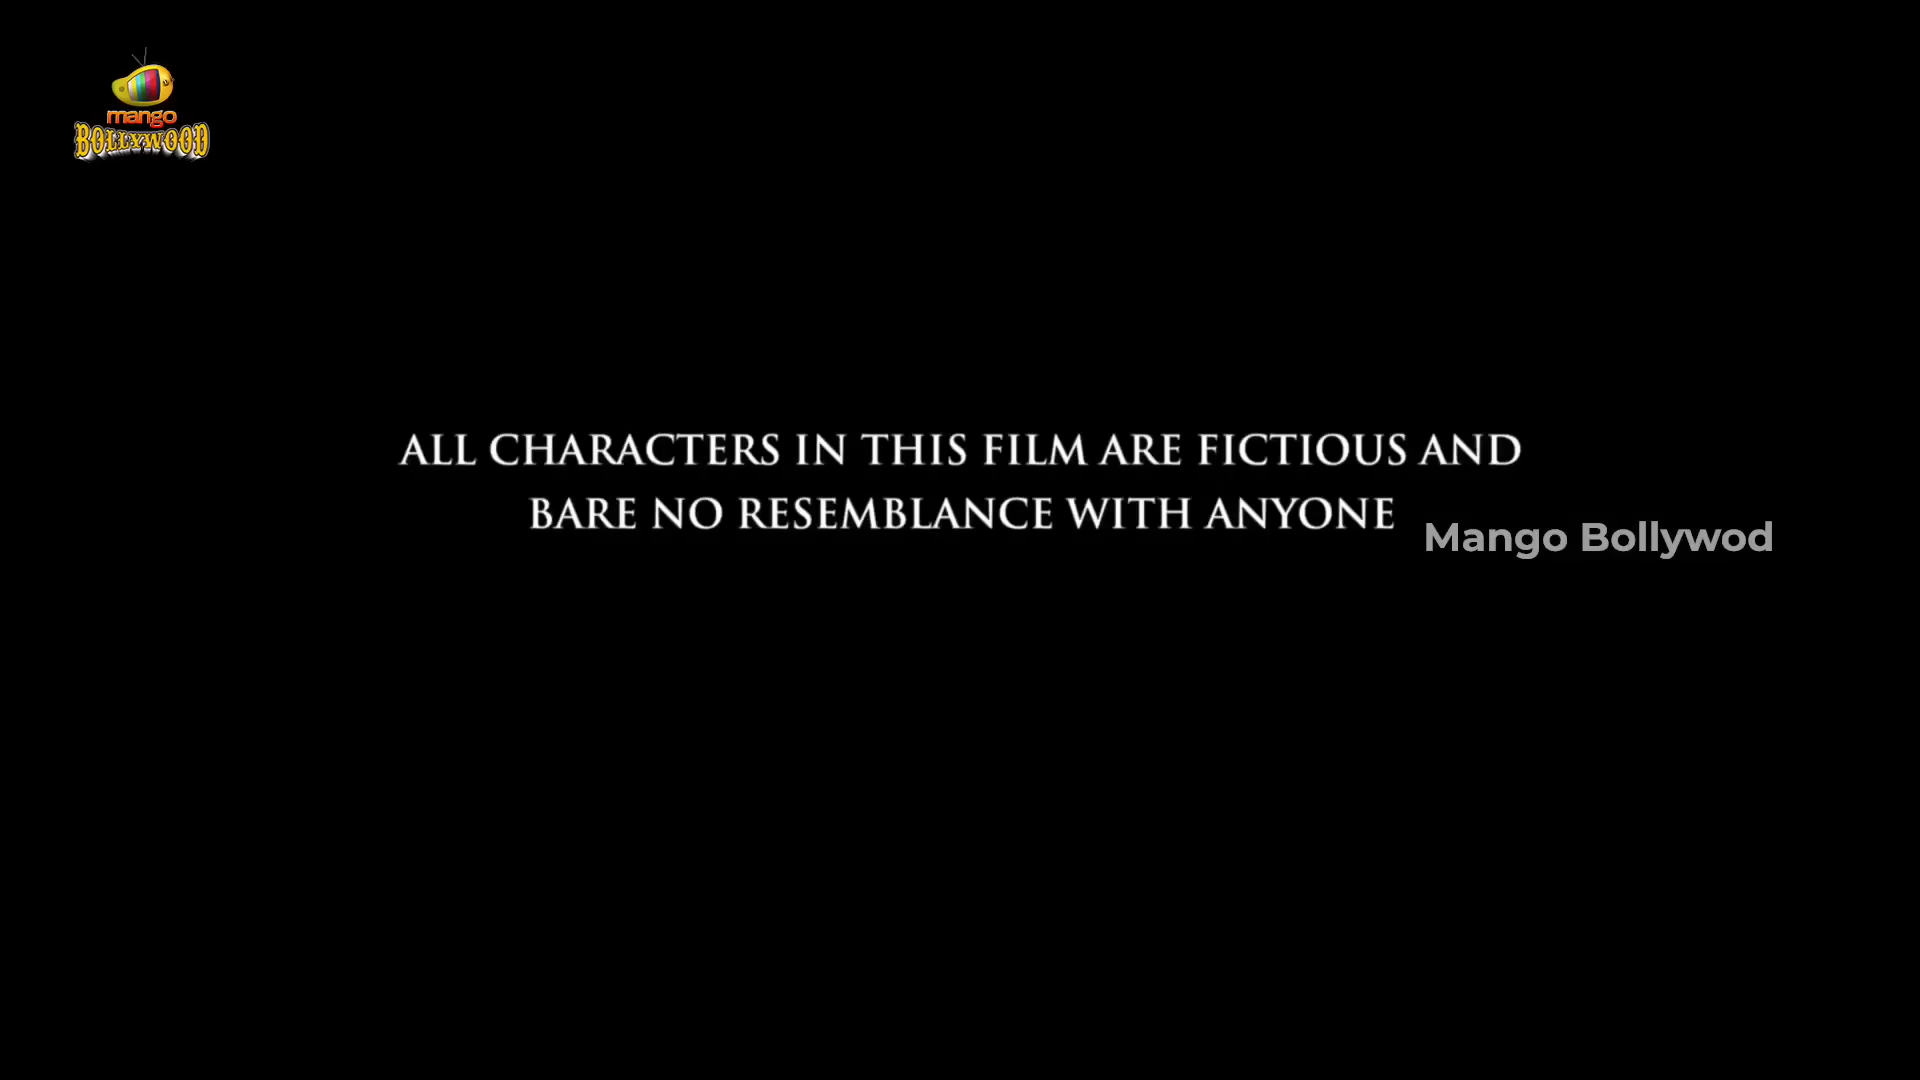 mango
BOLLYWOOD
ALL CHARACTERS IN THIS FILM ARE FICTIOUS AND
BARE NO RESEMBLANCE WITH ANYONE
Mango Bollywod